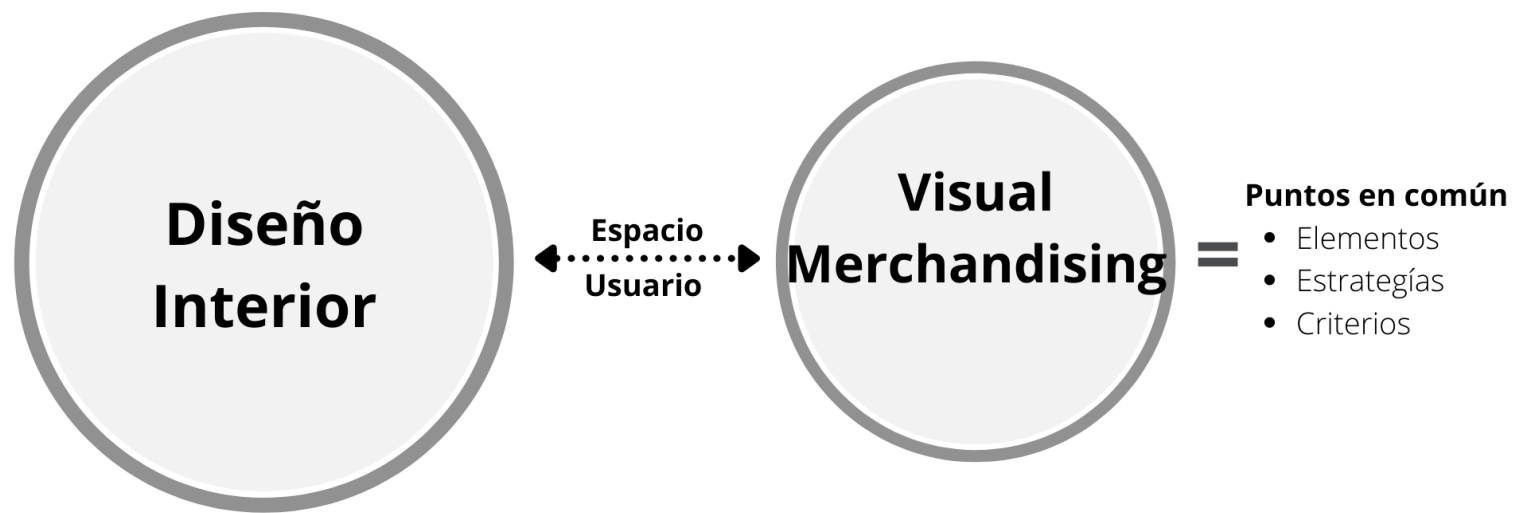 Diseño
Interior
Espacio
Usuario
Visual
Merchandising
=
Puntos en común
• Elementos
• Estrategías
• Criterios